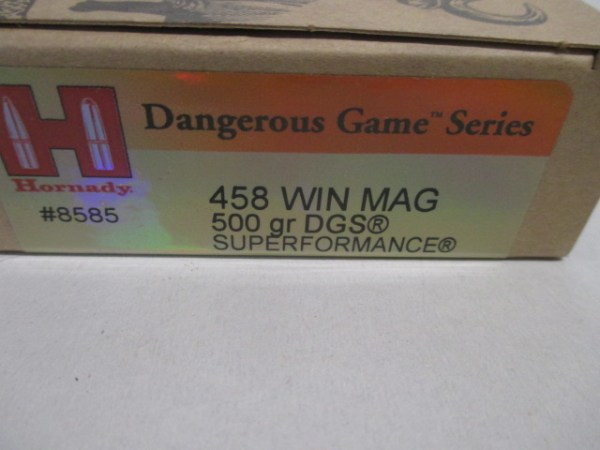 Dangerous Game™ Series
Hornady.
#8585
458 WIN MAG
500 gr DGS®
SUPERFORMANCE®